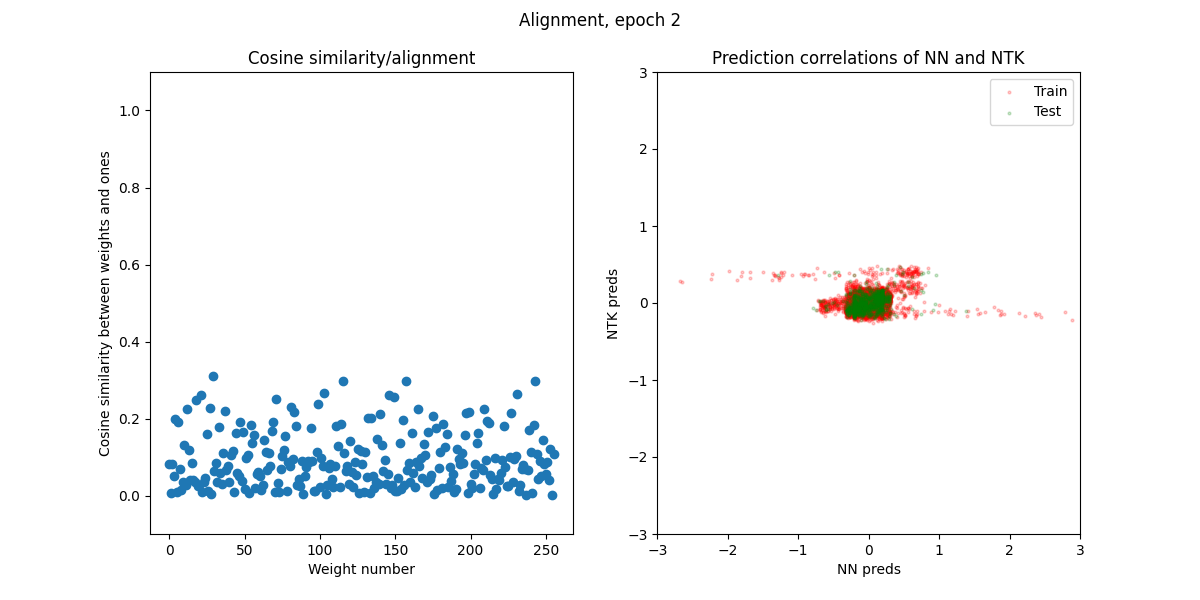 Alignment, epoch 2
Cosine similarity/alignment
Cosine similarity between weights and ones
1.0
0.8
0.6
0.4
0.2
0.0
0 50 100 150 200 250
Weight number
Prediction correlations of NN and NTK
Train
Test
NTK preds
3
2
1
0
−1
−2
−3
−3 −2 −1 0 1 2 3
NN preds